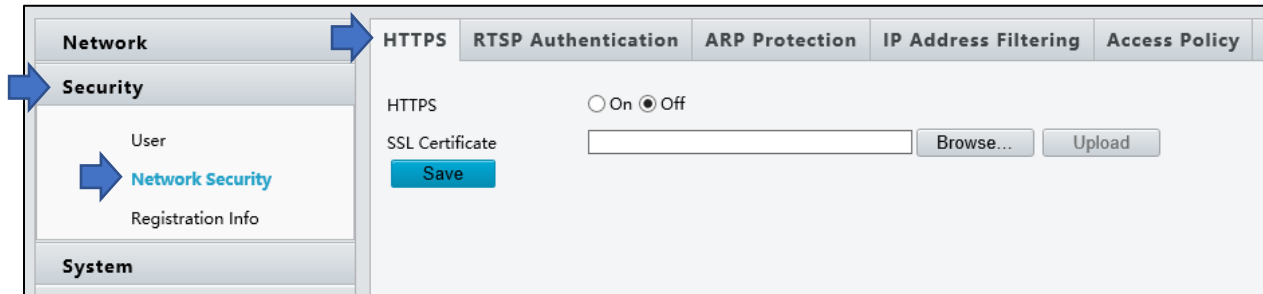 Network
Security
User
Network Security
Registration Info
System
HTTPS RTSP Authentication ARP Protection IP Address Filtering Access Policy
HTTPS On Off
SSL Certificate Browse... Upload
Save